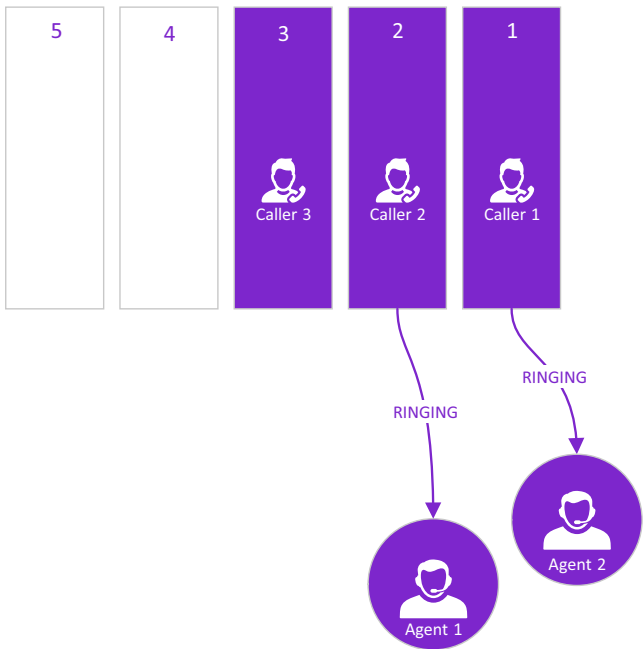 5
4
3
2
1
Caller 3
Caller 2
Caller 1
RINGING
RINGING
Agent 2
Agent 1